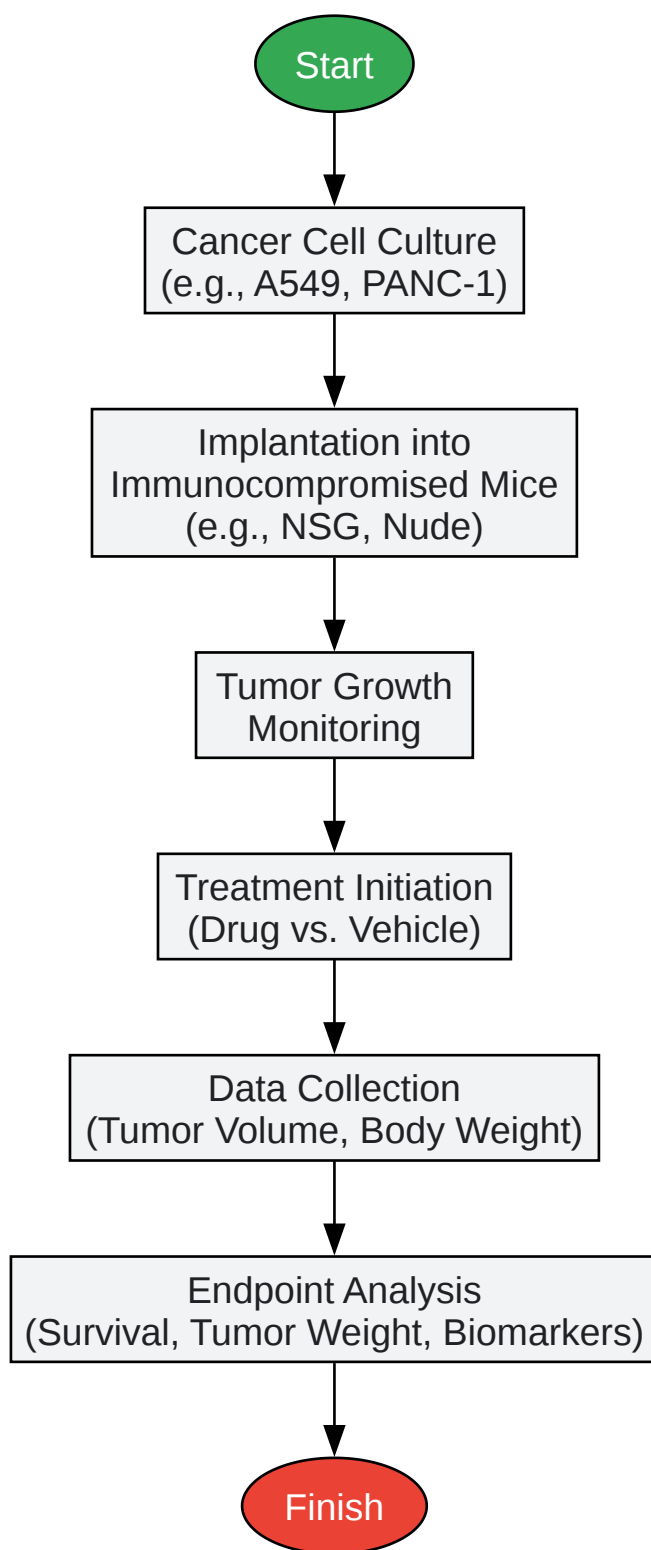 Start
Cancer Cell Culture
(e.g., A549, PANC-1)
Implantation into
Immunocompromised Mice
(e.g., NSG, Nude)
Tumor Growth
Monitoring
Treatment Initiation
(Drug vs. Vehicle)
Data Collection
(Tumor Volume, Body Weight)
Endpoint Analysis
(Survival, Tumor Weight, Biomarkers)
Finish